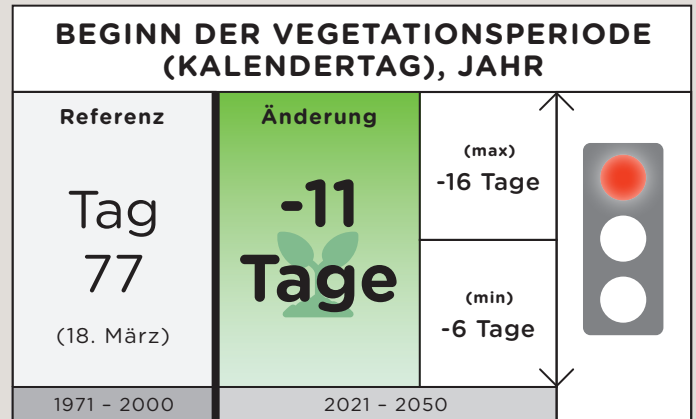 BEGINN DER VEGETATIONSPERIODE
(KALENDERTAG), JAHR
Referenz
Tag
77
(18. März)
1971 – 2000
Änderung
-11
Tage
(max)
-16 Tage
(min)
-6 Tage
2021 – 2050